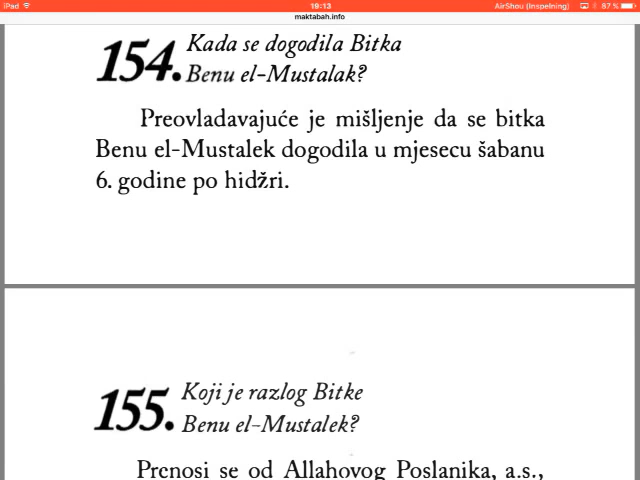 iPad 19:13 AirShou (Inspelning) 87 %
maktabah.info
154. Kada se dogodila Bitka
Benu el-Mustalak?
Preovladavajuće je mišljenje da se bitka
Benu el-Mustalek dogodila u mjesecu šabanu
6. godine po hidžri.
155. Koji je razlog Bitke
Benu el-Mustalek?
Prenosi se od Allahovog Poslanika, a.s.,